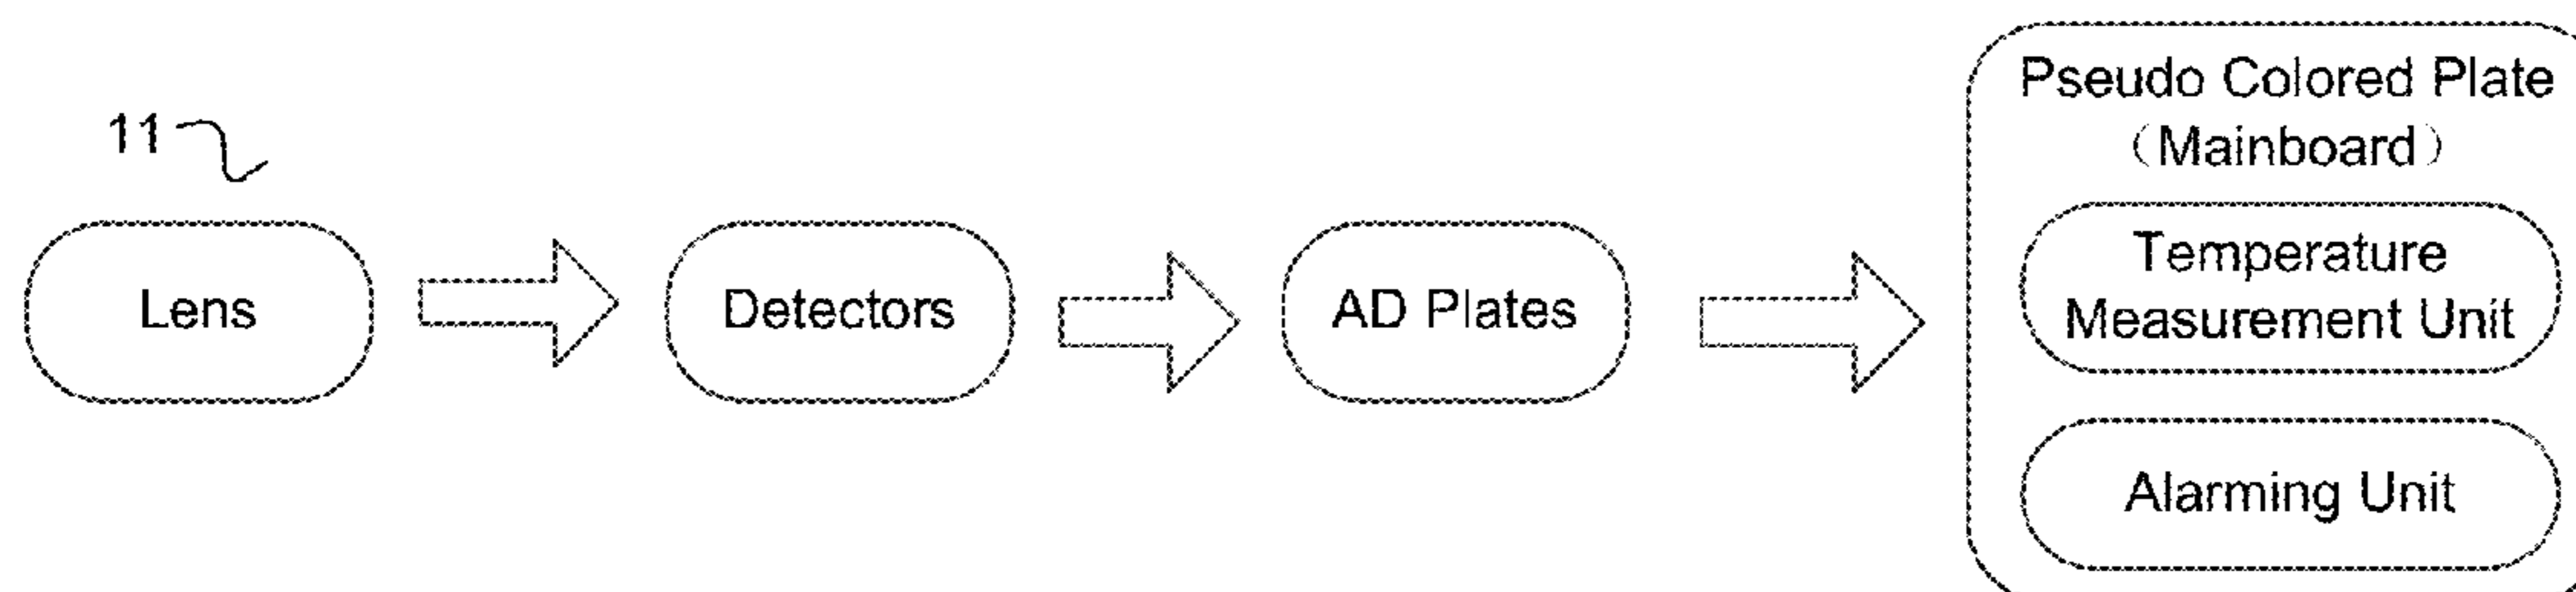 11
Lens
Detectors
AD Plates
Pseudo Colored Plate
（Mainboard）
Temperature
Measurement Unit
Alarming Unit